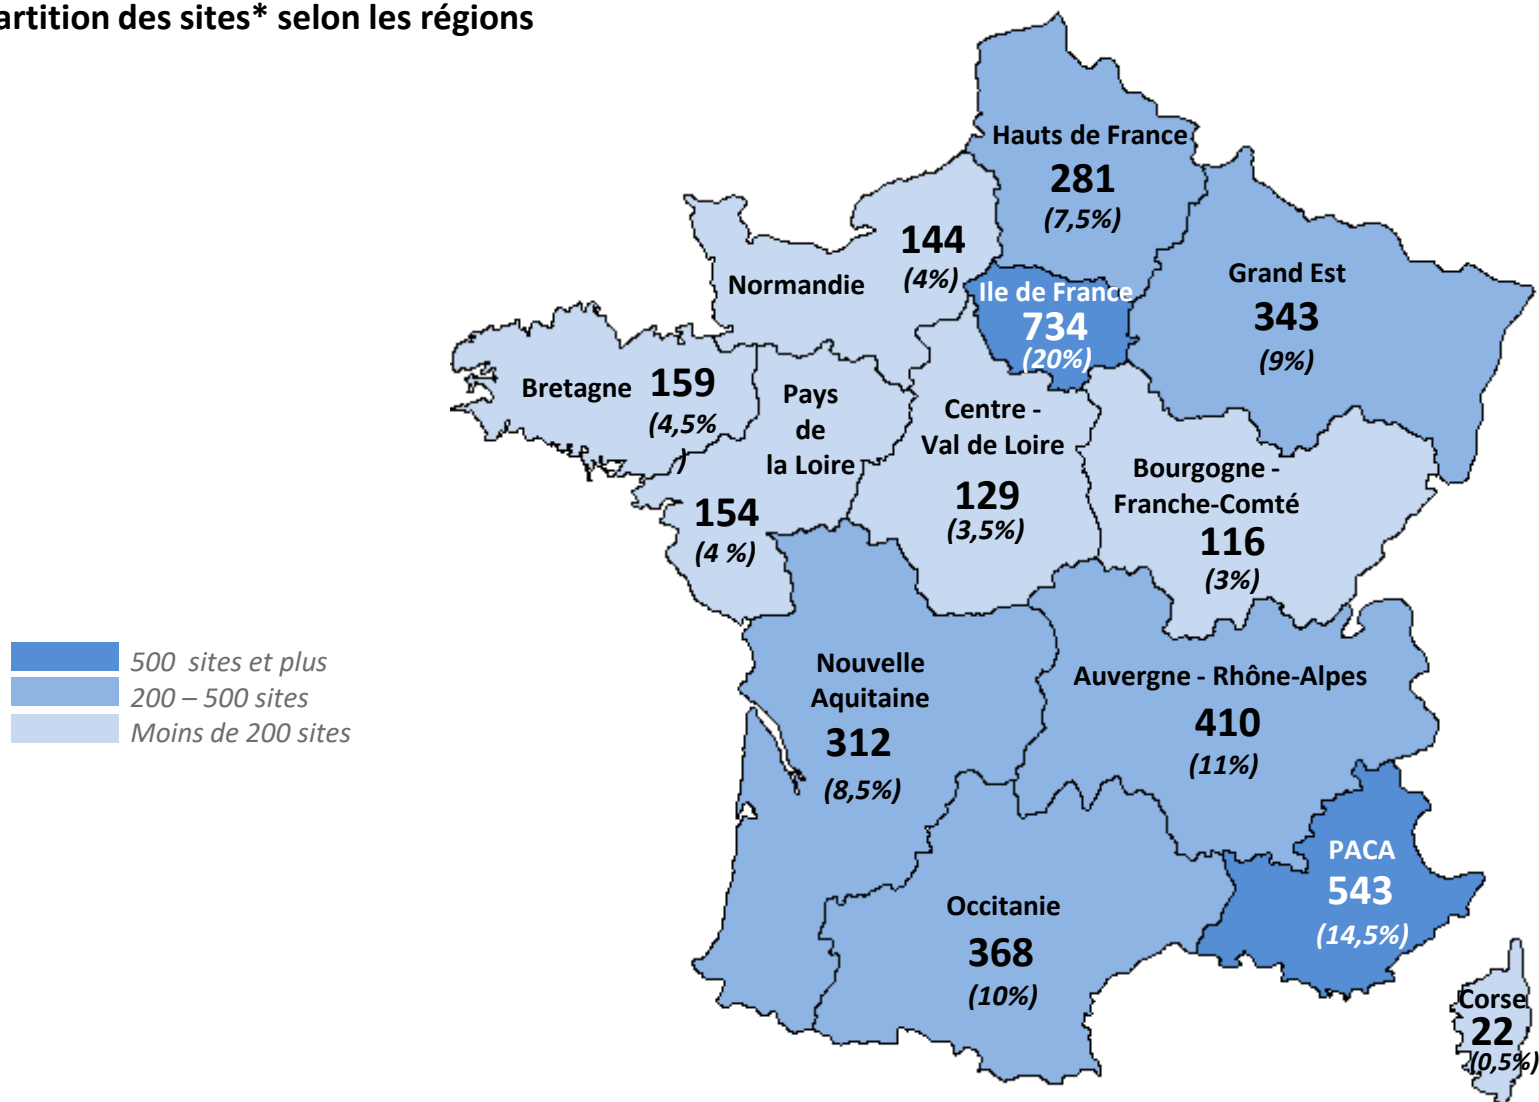 artition des sites* selon les régions
Hauts de France
281
(7,5%)
144
(4%)
Normandie
Grand Est
343
(9%)
Ile de France
734
(20%)
Bretagne 159
(4,5%
)
Pays
de
la Loire
154
(4 %)
Centre -
Val de Loire
129
(3,5%)
Bourgogne -
Franche-Comté
116
(3%)
500 sites et plus
200 – 500 sites
Moins de 200 sites
Nouvelle
Aquitaine
312
(8,5%)
Auvergne - Rhône-Alpes
410
(11%)
PACA
543
(14,5%)
Occitanie
368
(10%)
Corse
22
(0,5%)